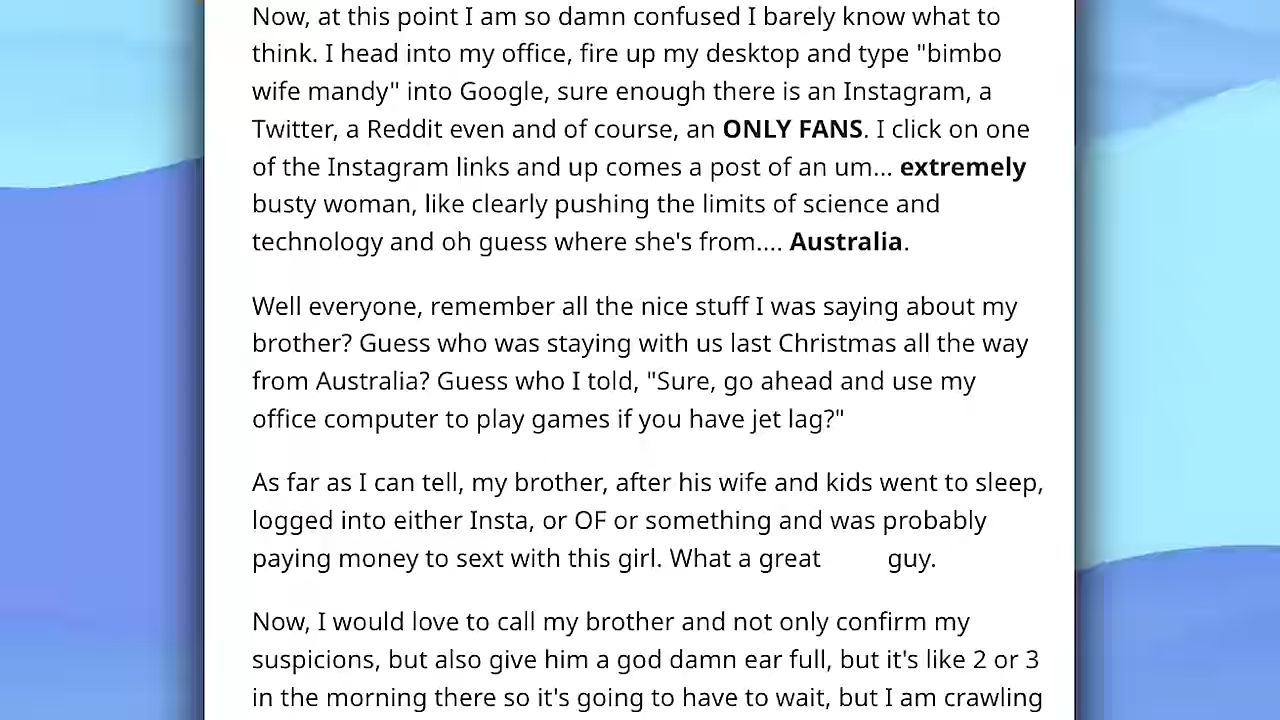 Now, at this point I am so damn confused I barely know what to
think. I head into my office, fire up my desktop and type "bimbo
wife mandy" into Google, sure enough there is an Instagram, a
Twitter, a Reddit even and of course, an ONLY FANS. I click on one
of the Instagram links and up comes a post of an um... extremely
busty woman, like clearly pushing the limits of science and
technology and oh guess where she's from.... Australia.
Well everyone, remember all the nice stuff I was saying about my
brother? Guess who was staying with us last Christmas all the way
from Australia? Guess who I told, "Sure, go ahead and use my
office computer to play games if you have jet lag?"
As far as I can tell, my brother, after his wife and kids went to sleep,
logged into either Insta, or OF or something and was probably
paying money to sext with this girl. What a great guy.
Now, I would love to call my brother and not only confirm my
suspicions, but also give him a god damn ear full, but it's like 2 or 3
in the morning there so it's going to have to wait, but I am crawling